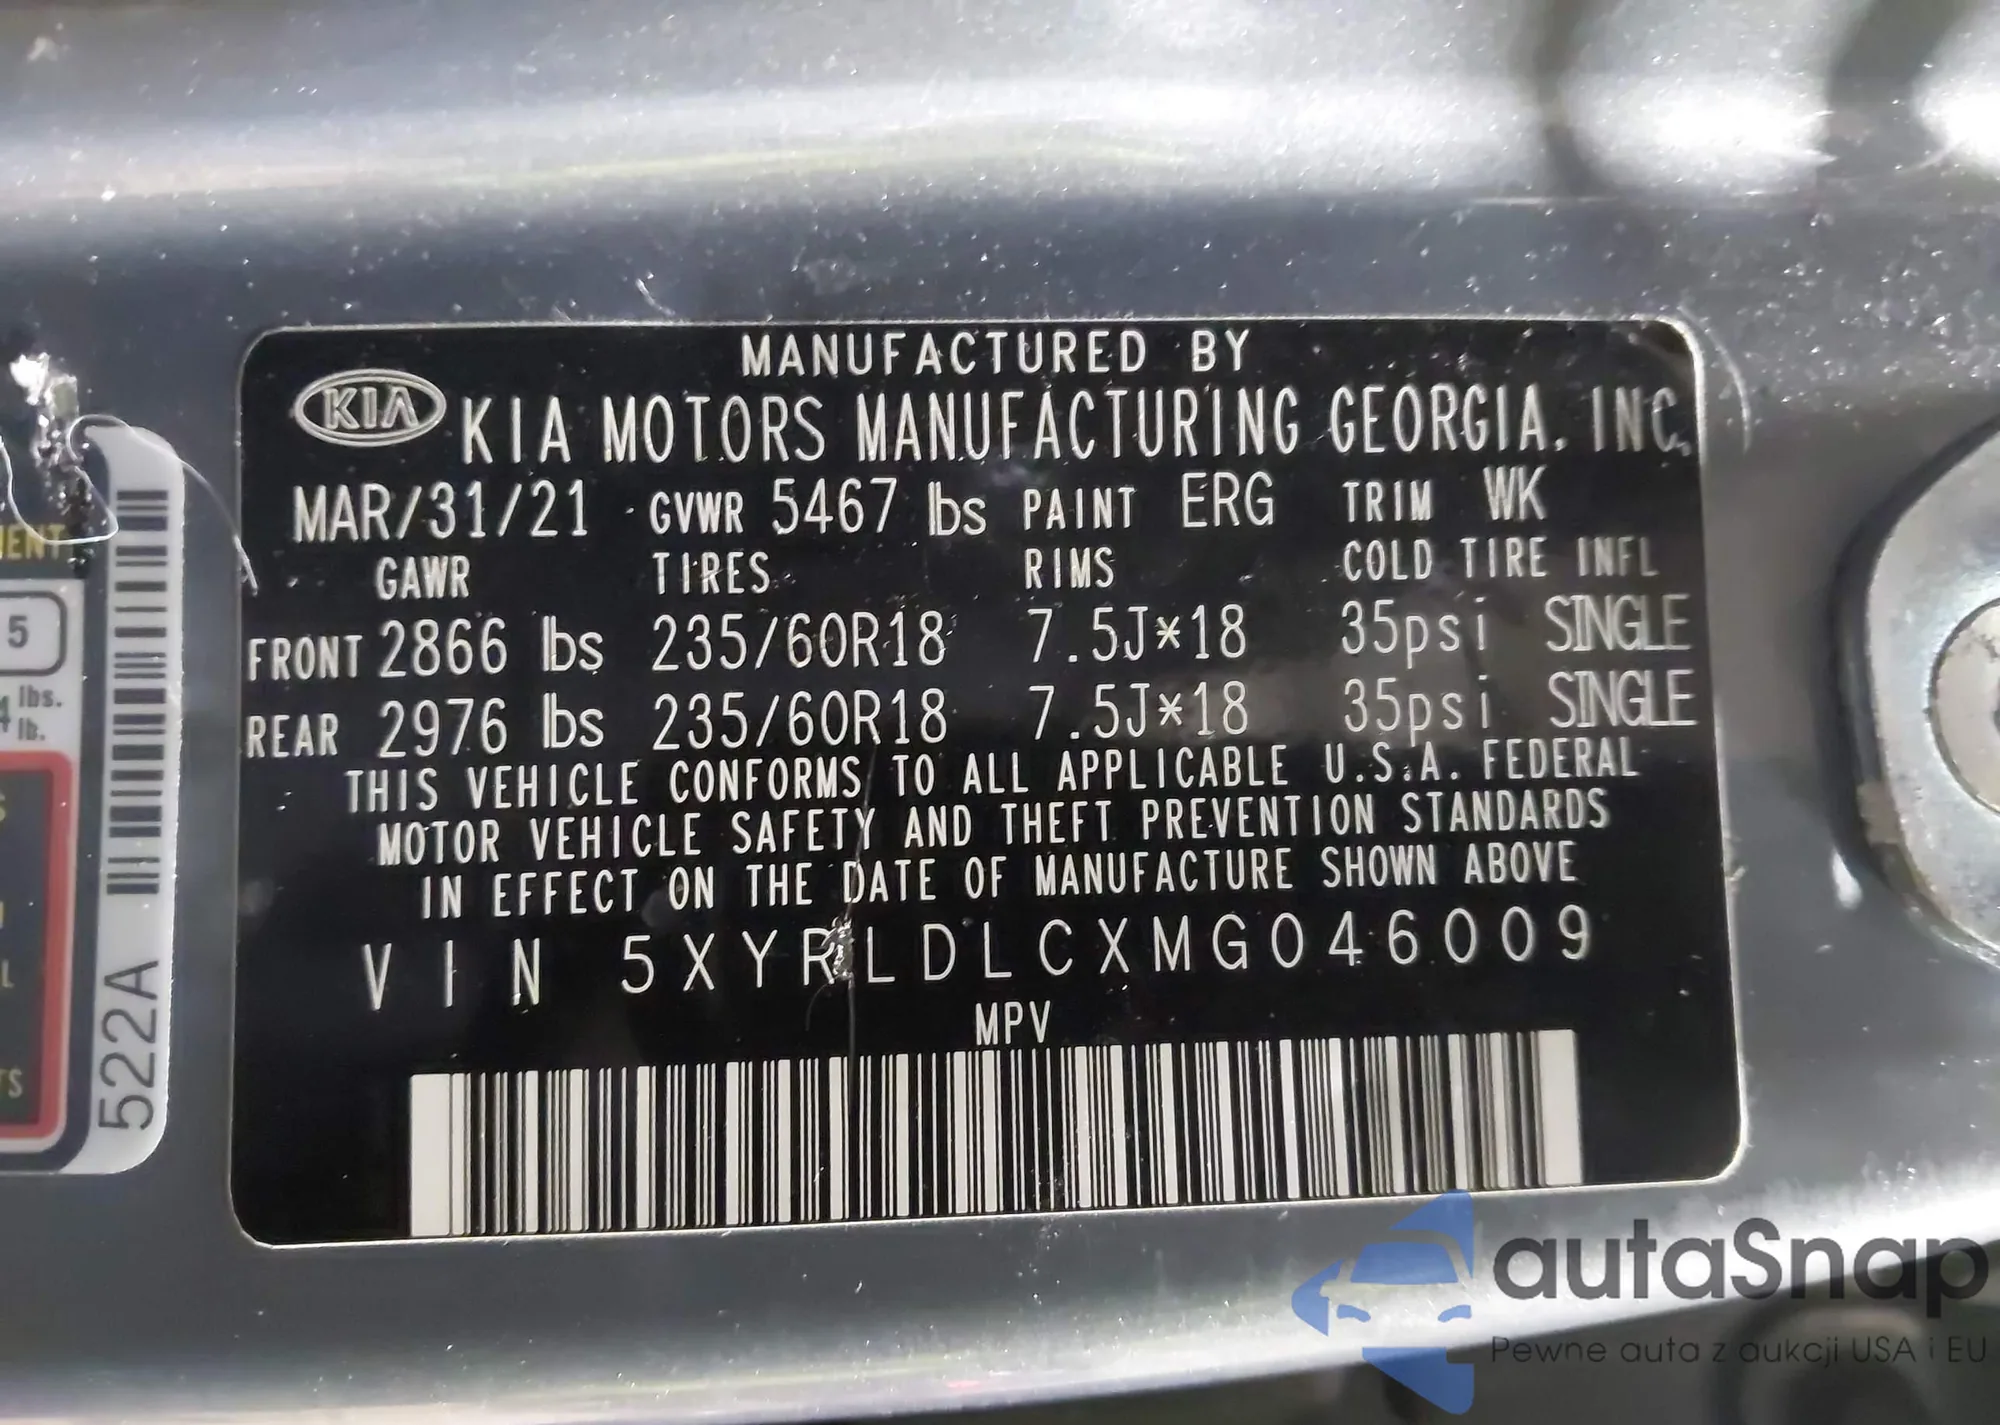 MANUFACTURED BY
KIA KIA MOTORS MANUFACTURING GEORGIA, INC.
MAR/31/21 GVWR 5467 lbs PAINT ERG TRIM WK
GAWR TIRES RIMS COLD TIRE INFL
FRONT 2866 lbs 235/60R18 7.5J*18 35psi SINGLE
REAR 2976 lbs 235/60R18 7.5J*18 35psi SINGLE
THIS VEHICLE CONFORMS TO ALL APPLICABLE U.S.A. FEDERAL
MOTOR VEHICLE SAFETY AND THEFT PREVENTION STANDARDS
IN EFFECT ON THE DATE OF MANUFACTURE SHOWN ABOVE
VIN 5XYRLDLCXMG046009
MPV
5
lbs.
lb.
522A
autaSnap
Pewne auta z aukcji USA i EU